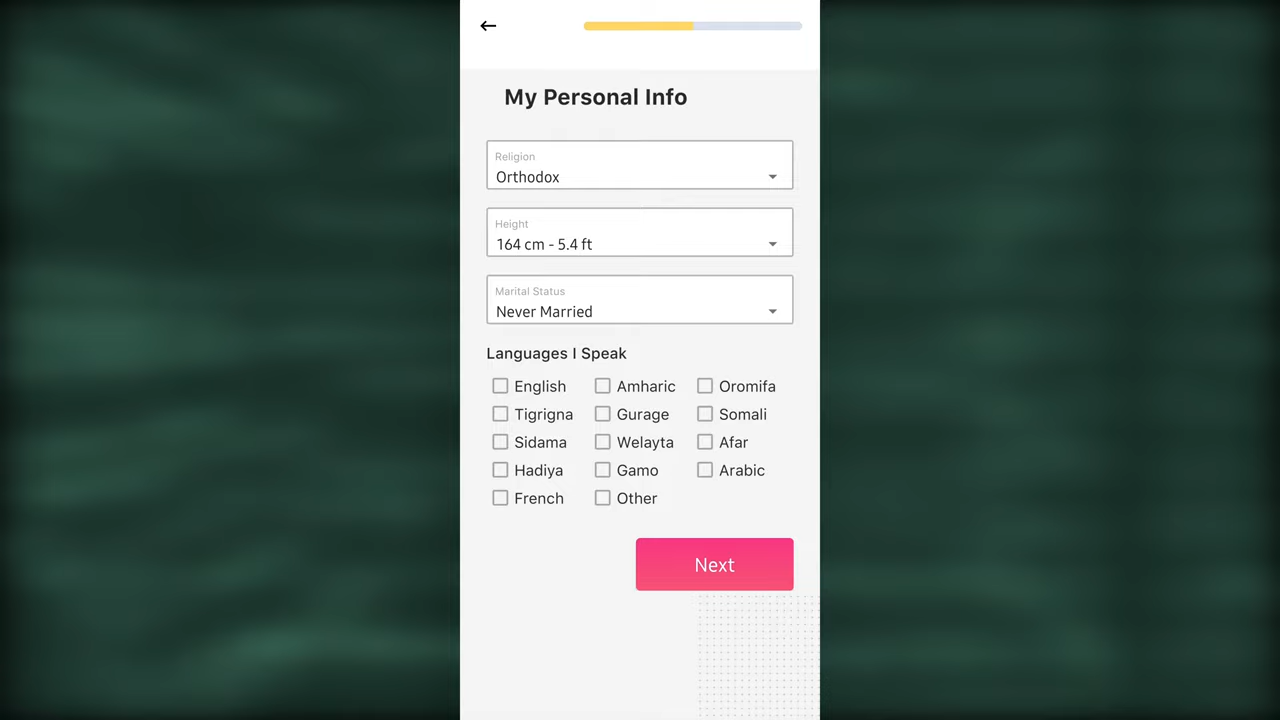 My Personal Info
Religion
Orthodox
Height
164 cm - 5.4 ft
Marital Status
Never Married
Languages I Speak
English Amharic Oromifa
Tigrigna Gurage Somali
Sidama Welayta Afar
Hadiya Gamo Arabic
French Other
Next